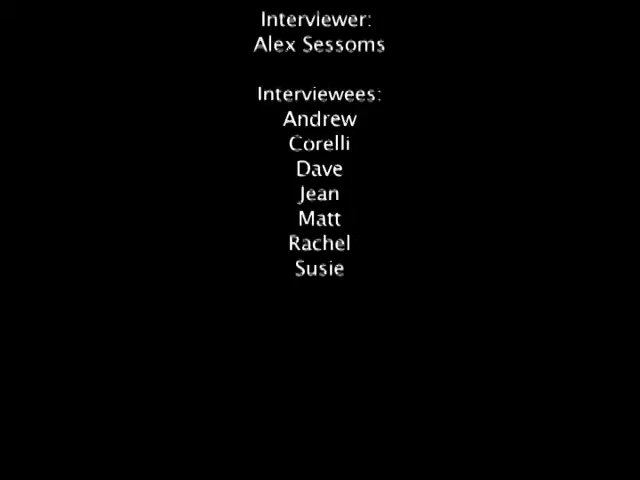 Interviewer:
Alex Sessoms
Interviewees:
Andrew
Corelli
Dave
Jean
Matt
Rachel
Susie